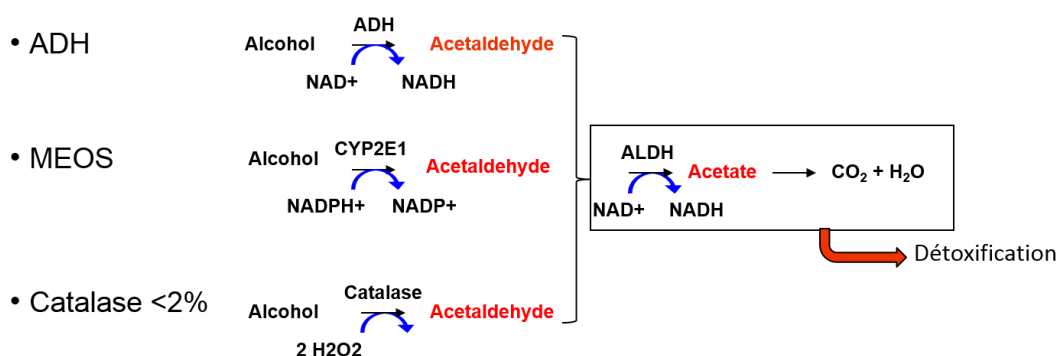 • ADH
Alcohol
ADH
Acetaldehyde
NAD+
NADH
• MEOS
Alcohol
CYP2E1
Acetaldehyde
NADPH+
NADP+
• Catalase <2%
Alcohol
Catalase
Acetaldehyde
2 H2O2
ALDH
Acetate
CO₂ + H₂O
NAD+
NADH
Détoxification